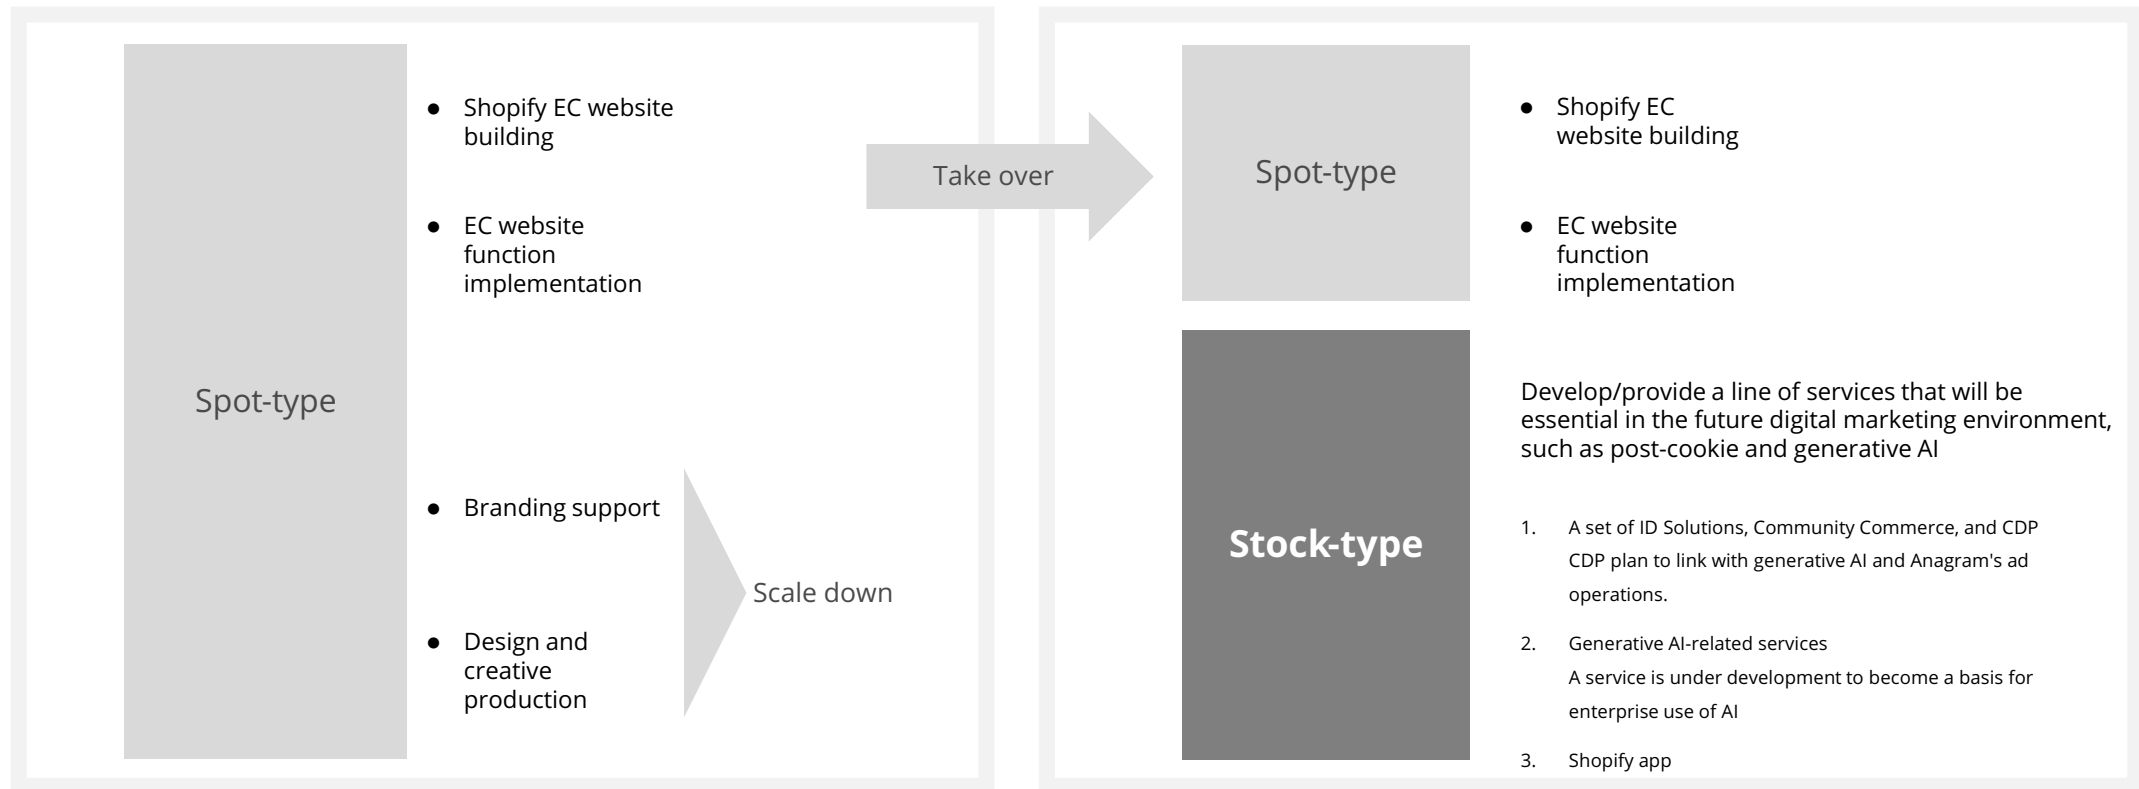 Spot-type
● Shopify EC website
building
● EC website
function
implementation
● Branding support
● Design and
creative
production
Scale down
Take over
Spot-type
● Shopify EC
website building
● EC website
function
implementation
Stock-type
Develop/provide a line of services that will be
essential in the future digital marketing environment,
such as post-cookie and generative AI
1. A set of ID Solutions, Community Commerce, and CDP
CDP plan to link with generative AI and Anagram's ad
operations.
2. Generative AI-related services
A service is under development to become a basis for
enterprise use of AI
3. Shopify app